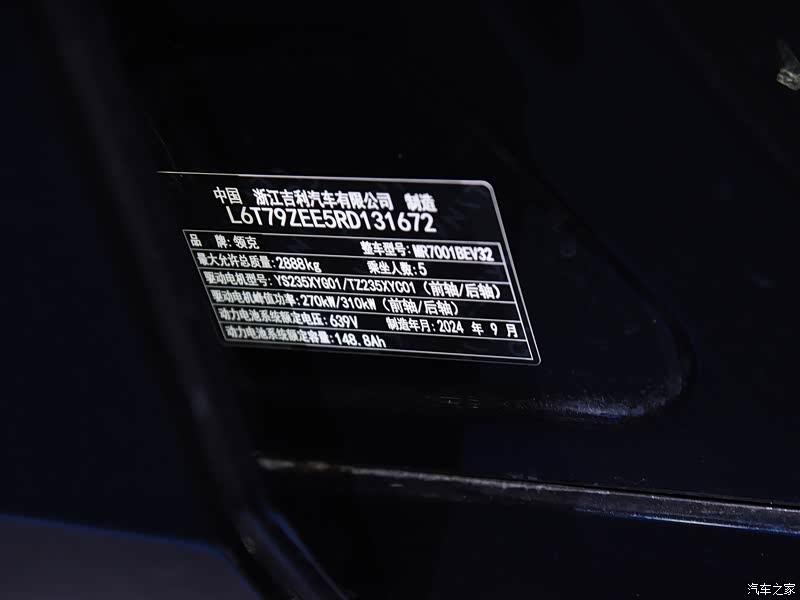 中国 浙江吉利汽车有限公司 制造
L6T79ZEE5RD131672
品 牌:领克 整车型号:MR7001BEV32
最大允许总质量:2888kg 乘坐人数:5
驱动电机型号:YS235XYG01/TZ235XYC01(前轴/后轴)
驱动电机峰值功率:270kW/310kW(前轴/后轴)
动力电池系统额定电压:639V 制造年月:2024 年 9 月
动力电池系统额定容量:148.8Ah
汽车之家